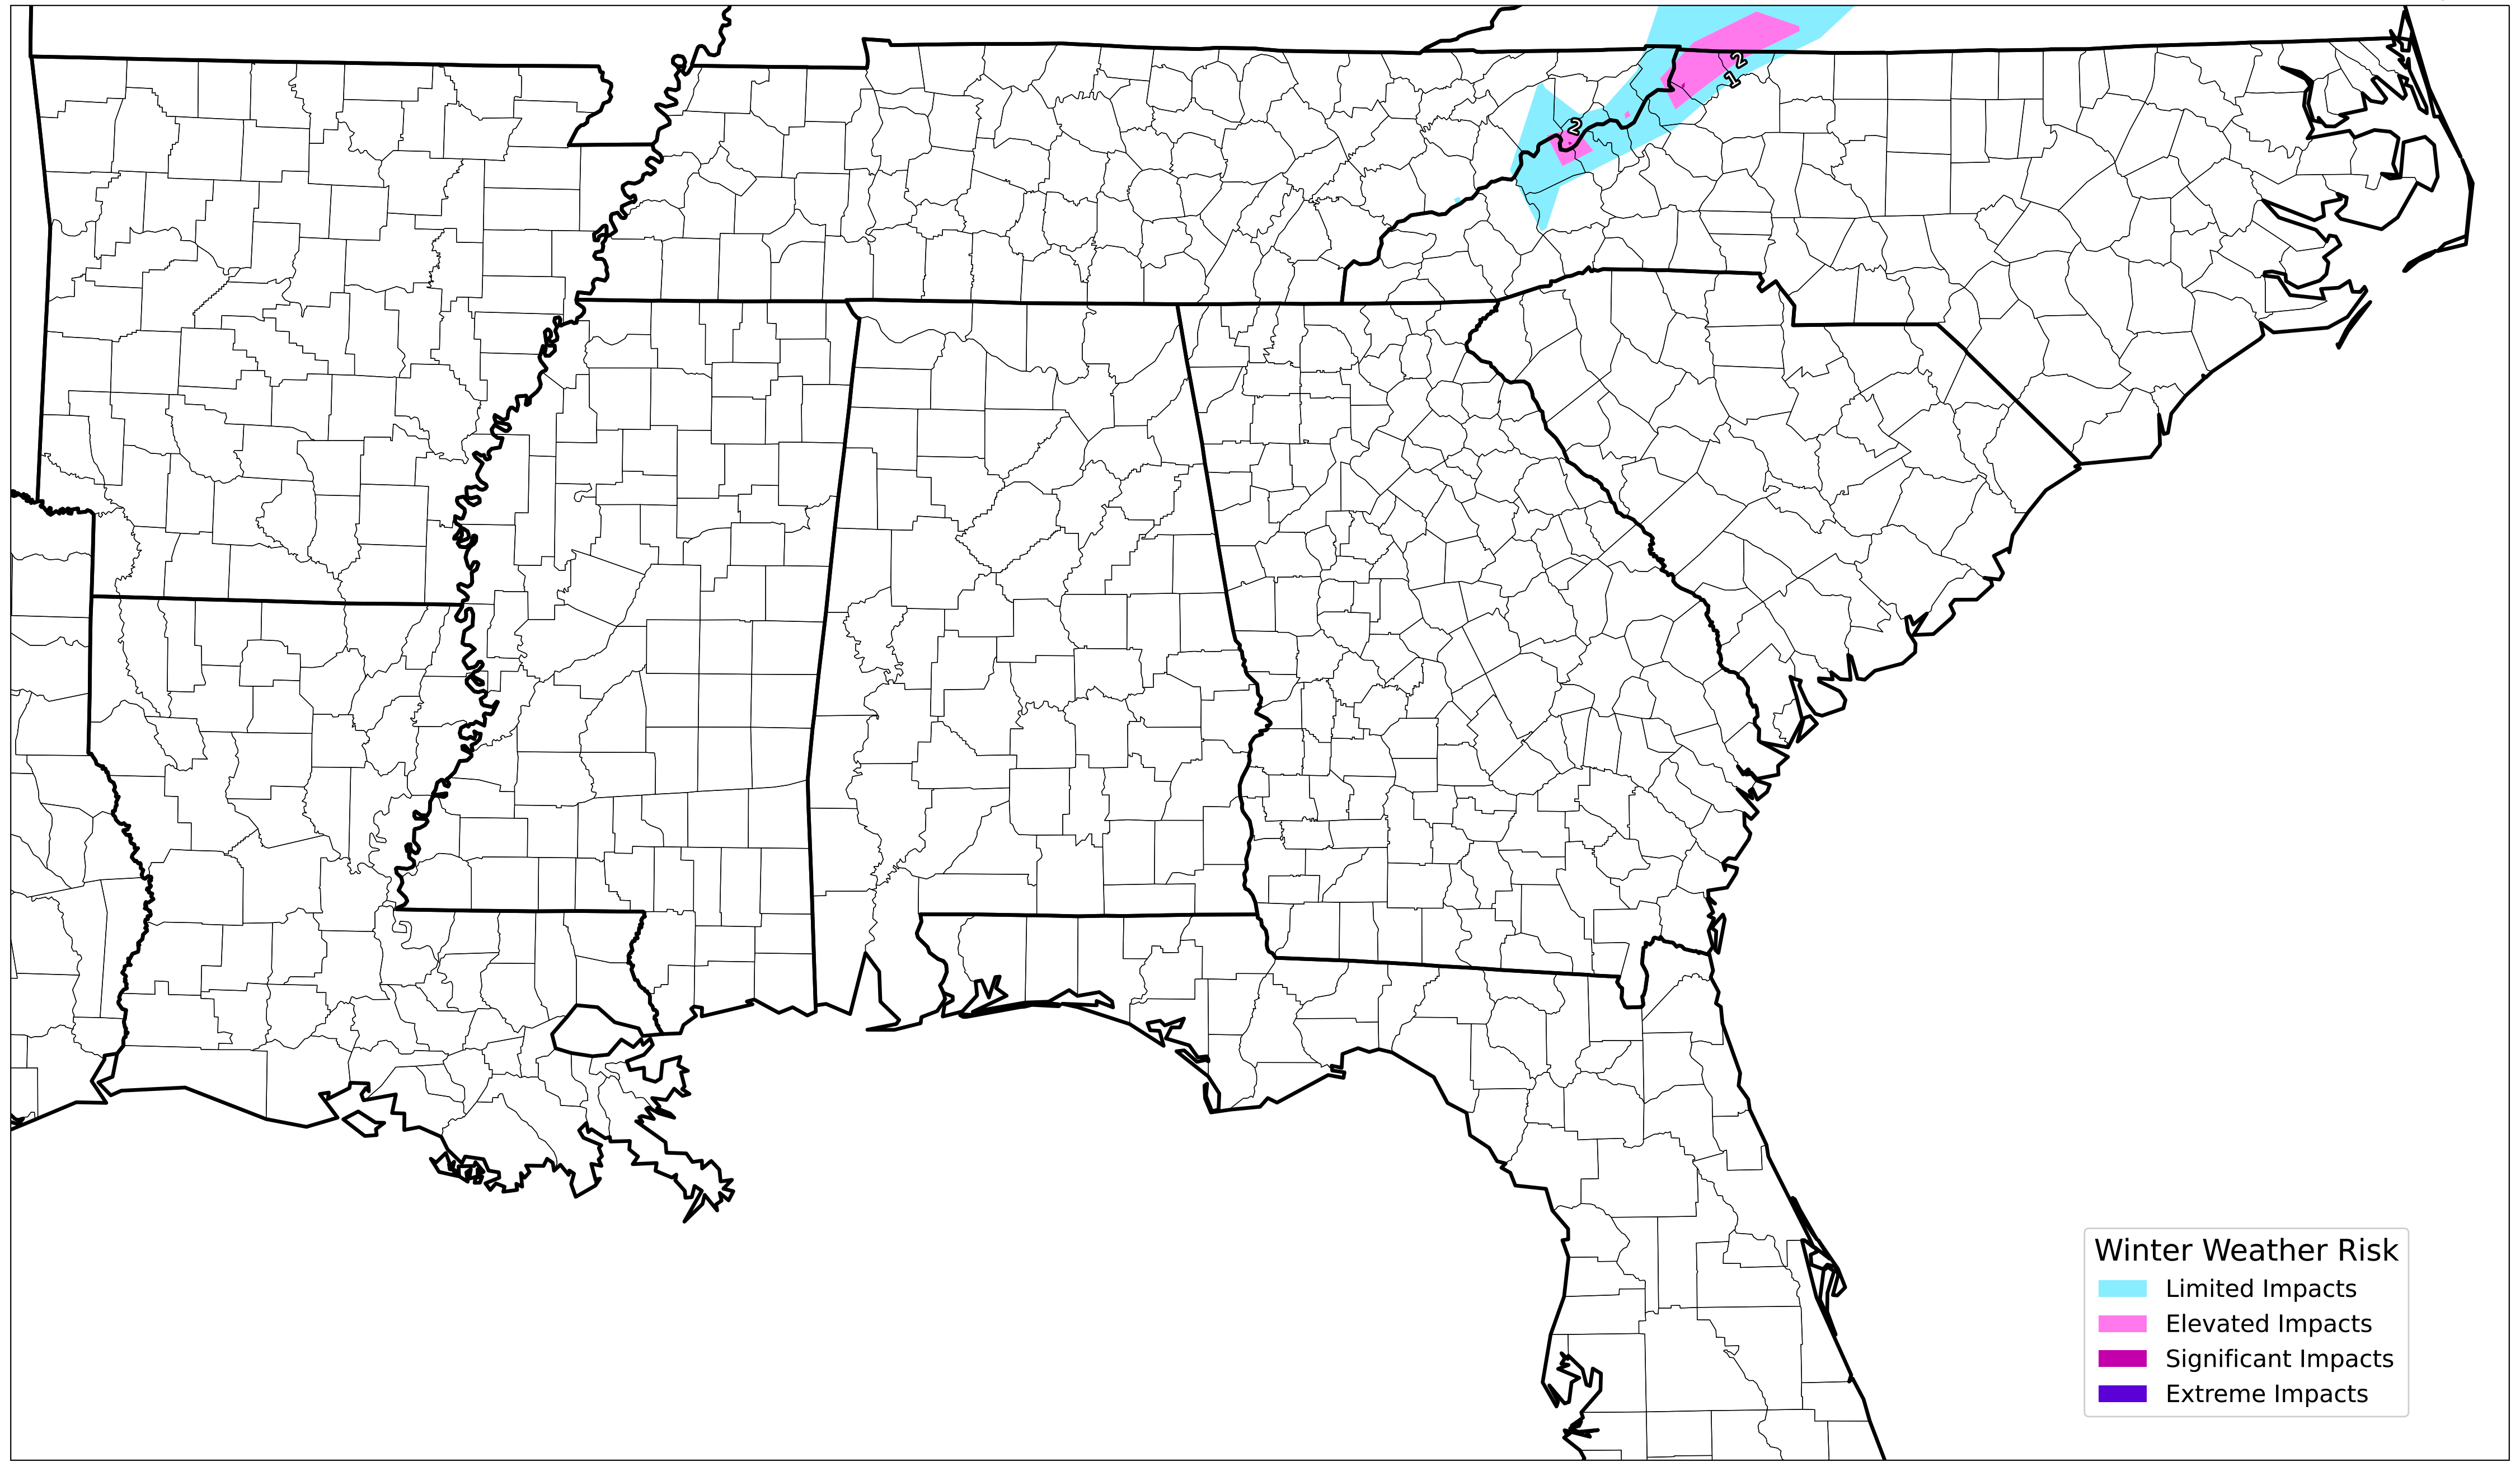 2
1
2
Winter Weather Risk
Limited Impacts
Elevated Impacts
Significant Impacts
Extreme Impacts